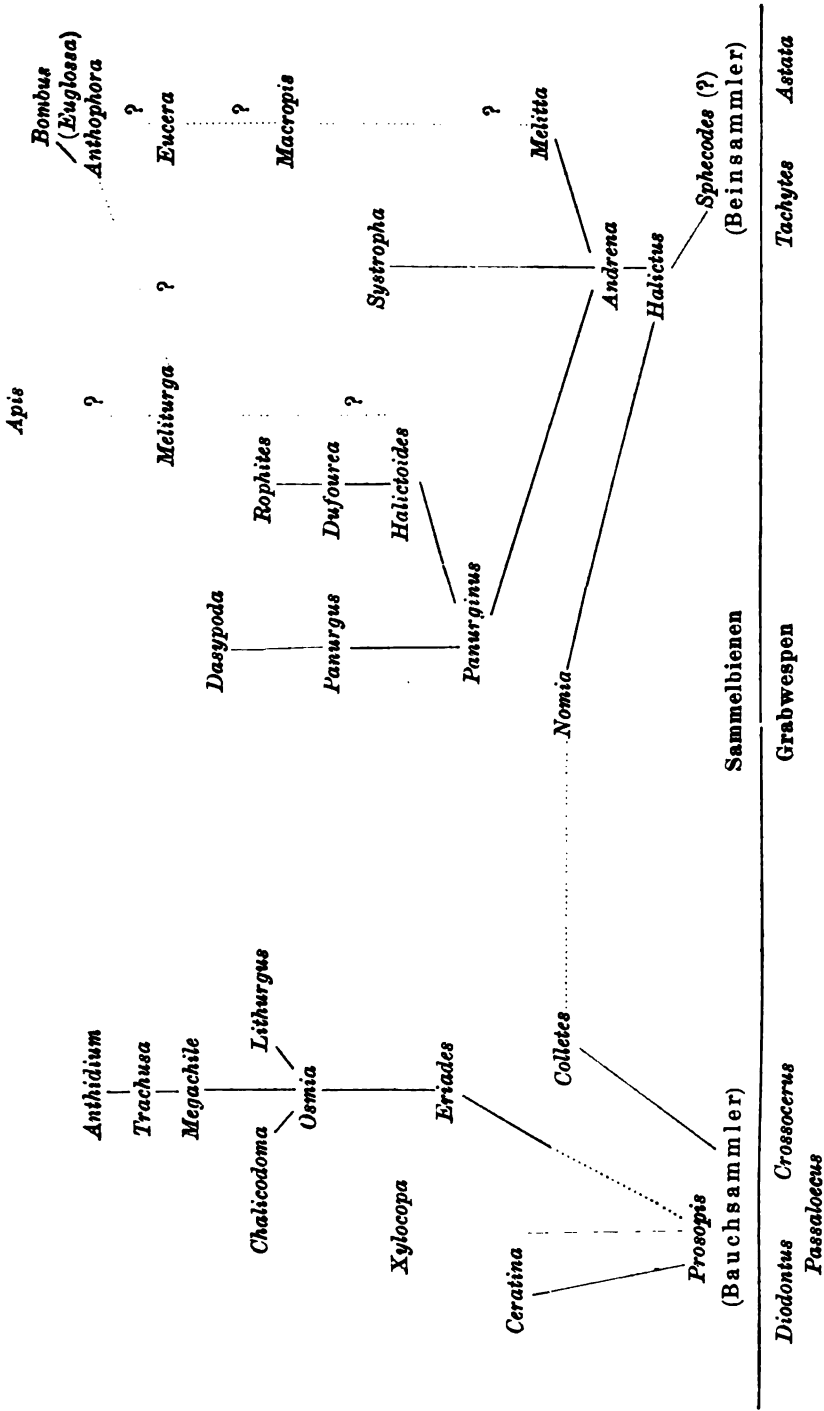 Apis
Bombus
(Euglossa)
Anthidium
?
Anthophora
Trachusa
?
Megachile
Meliturga
?
Eucera
Dasypoda
Chalicodoma
Lithurgus
Rophites
?
Macropis
Osmia
Panurgus
Dufourea
?
Systropha
Xylocopa
Eriades
Halictoides
Panurginus
?
Ceratina
Colletes
Nomia
Melitta
Andrena
Halictus
Prosopis
Sphecodes (?)
(Bauchsammler)
Sammelbienen
(Beinsammler)
Diodontus
Crossocerus
Grabwespen
Tachytes
Astata
Passaloecus